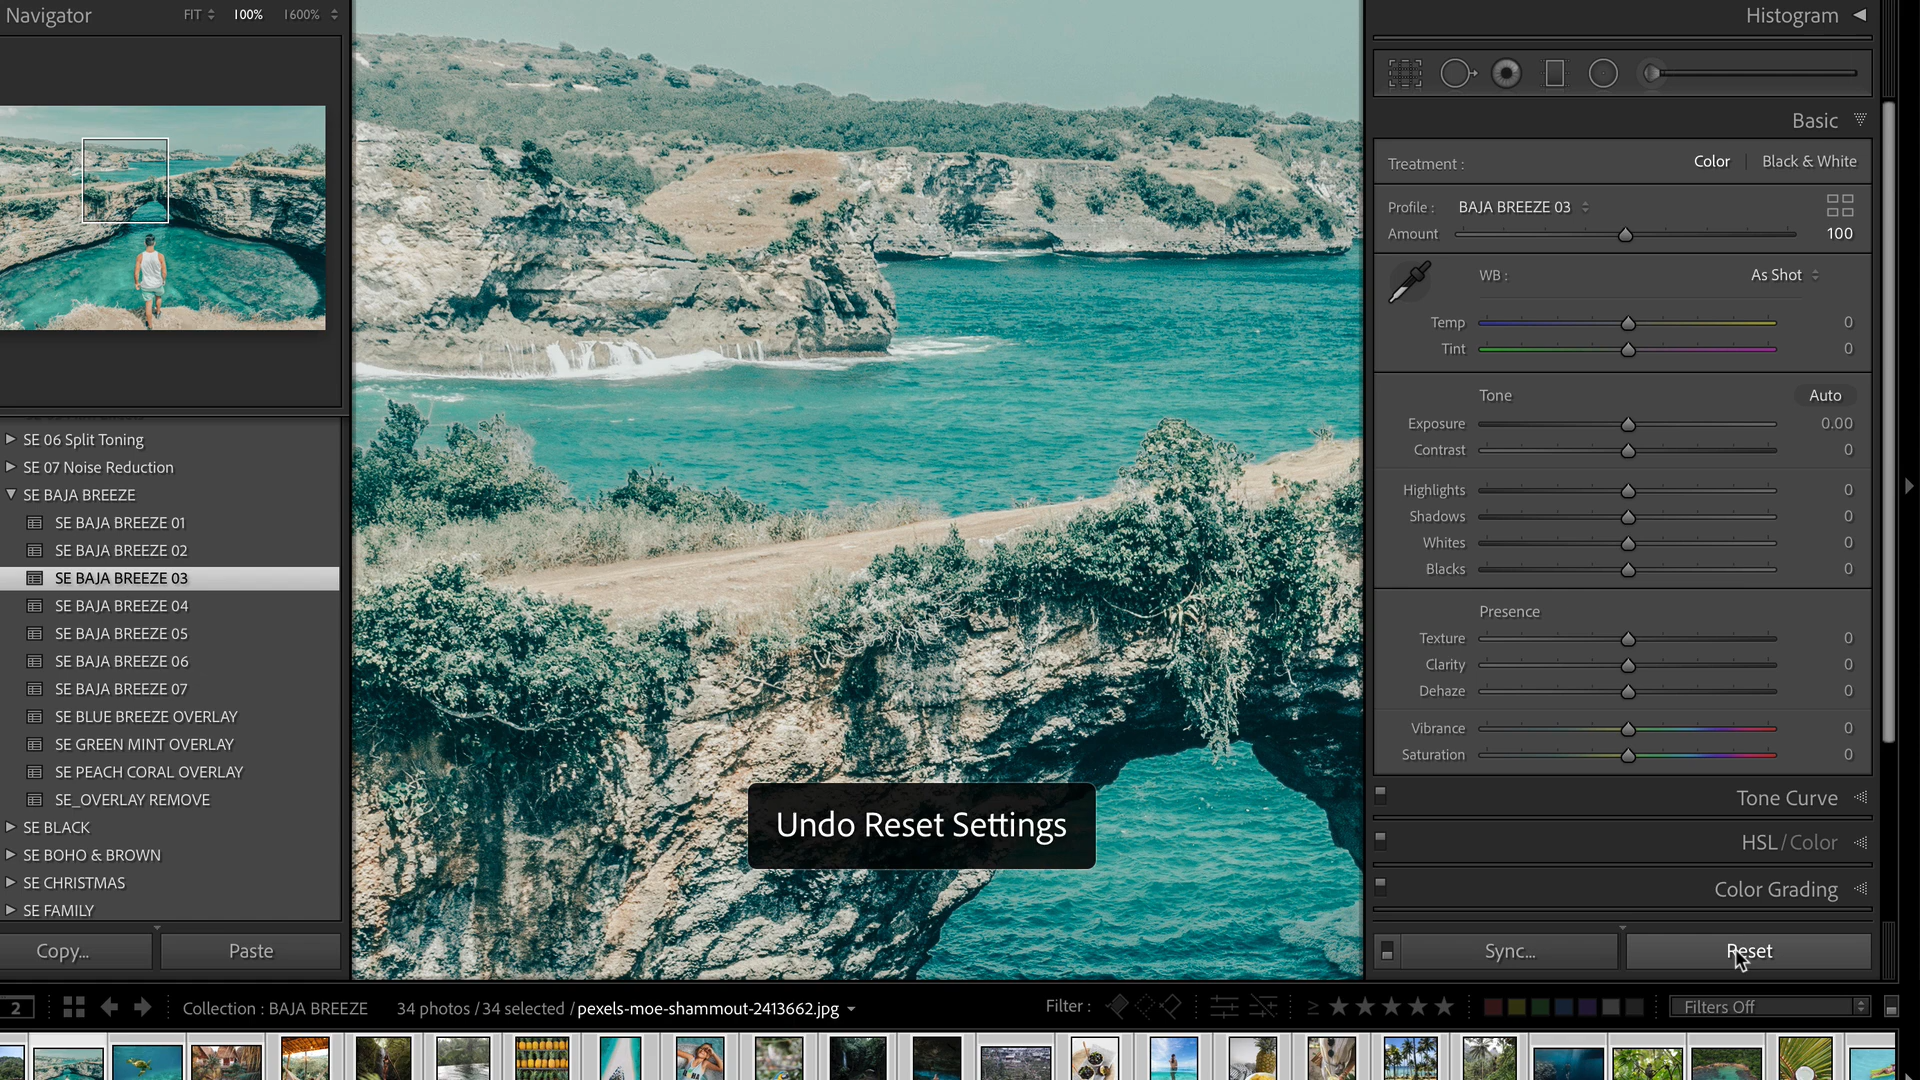 Navigator
FIT 100% 1600%
SE 06 Split Toning
SE 07 Noise Reduction
SE BAJA BREEZE
SE BAJA BREEZE 01
SE BAJA BREEZE 02
SE BAJA BREEZE 03
SE BAJA BREEZE 04
SE BAJA BREEZE 05
SE BAJA BREEZE 06
SE BAJA BREEZE 07
SE BLUE BREEZE OVERLAY
SE GREEN MINT OVERLAY
SE PEACH CORAL OVERLAY
SE_OVERLAY REMOVE
SE BLACK
SE BOHO & BROWN
SE CHRISTMAS
SE FAMILY
Copy... Paste
Undo Reset Settings
Histogram
Basic
Treatment : Color Black & White
Profile : BAJA BREEZE 03
Amount 100
WB : As Shot
Temp 0
Tint 0
Tone Auto
Exposure 0.00
Contrast 0
Highlights 0
Shadows 0
Whites 0
Blacks 0
Presence
Texture 0
Clarity 0
Dehaze 0
Vibrance 0
Saturation 0
Tone Curve
HSL / Color
Color Grading
Sync... Reset
2 Collection : BAJA BREEZE 34 photos / 34 selected / pexels-moe-shammout-2413662.jpg Filter : ≥ ★★★★★ Filters Off